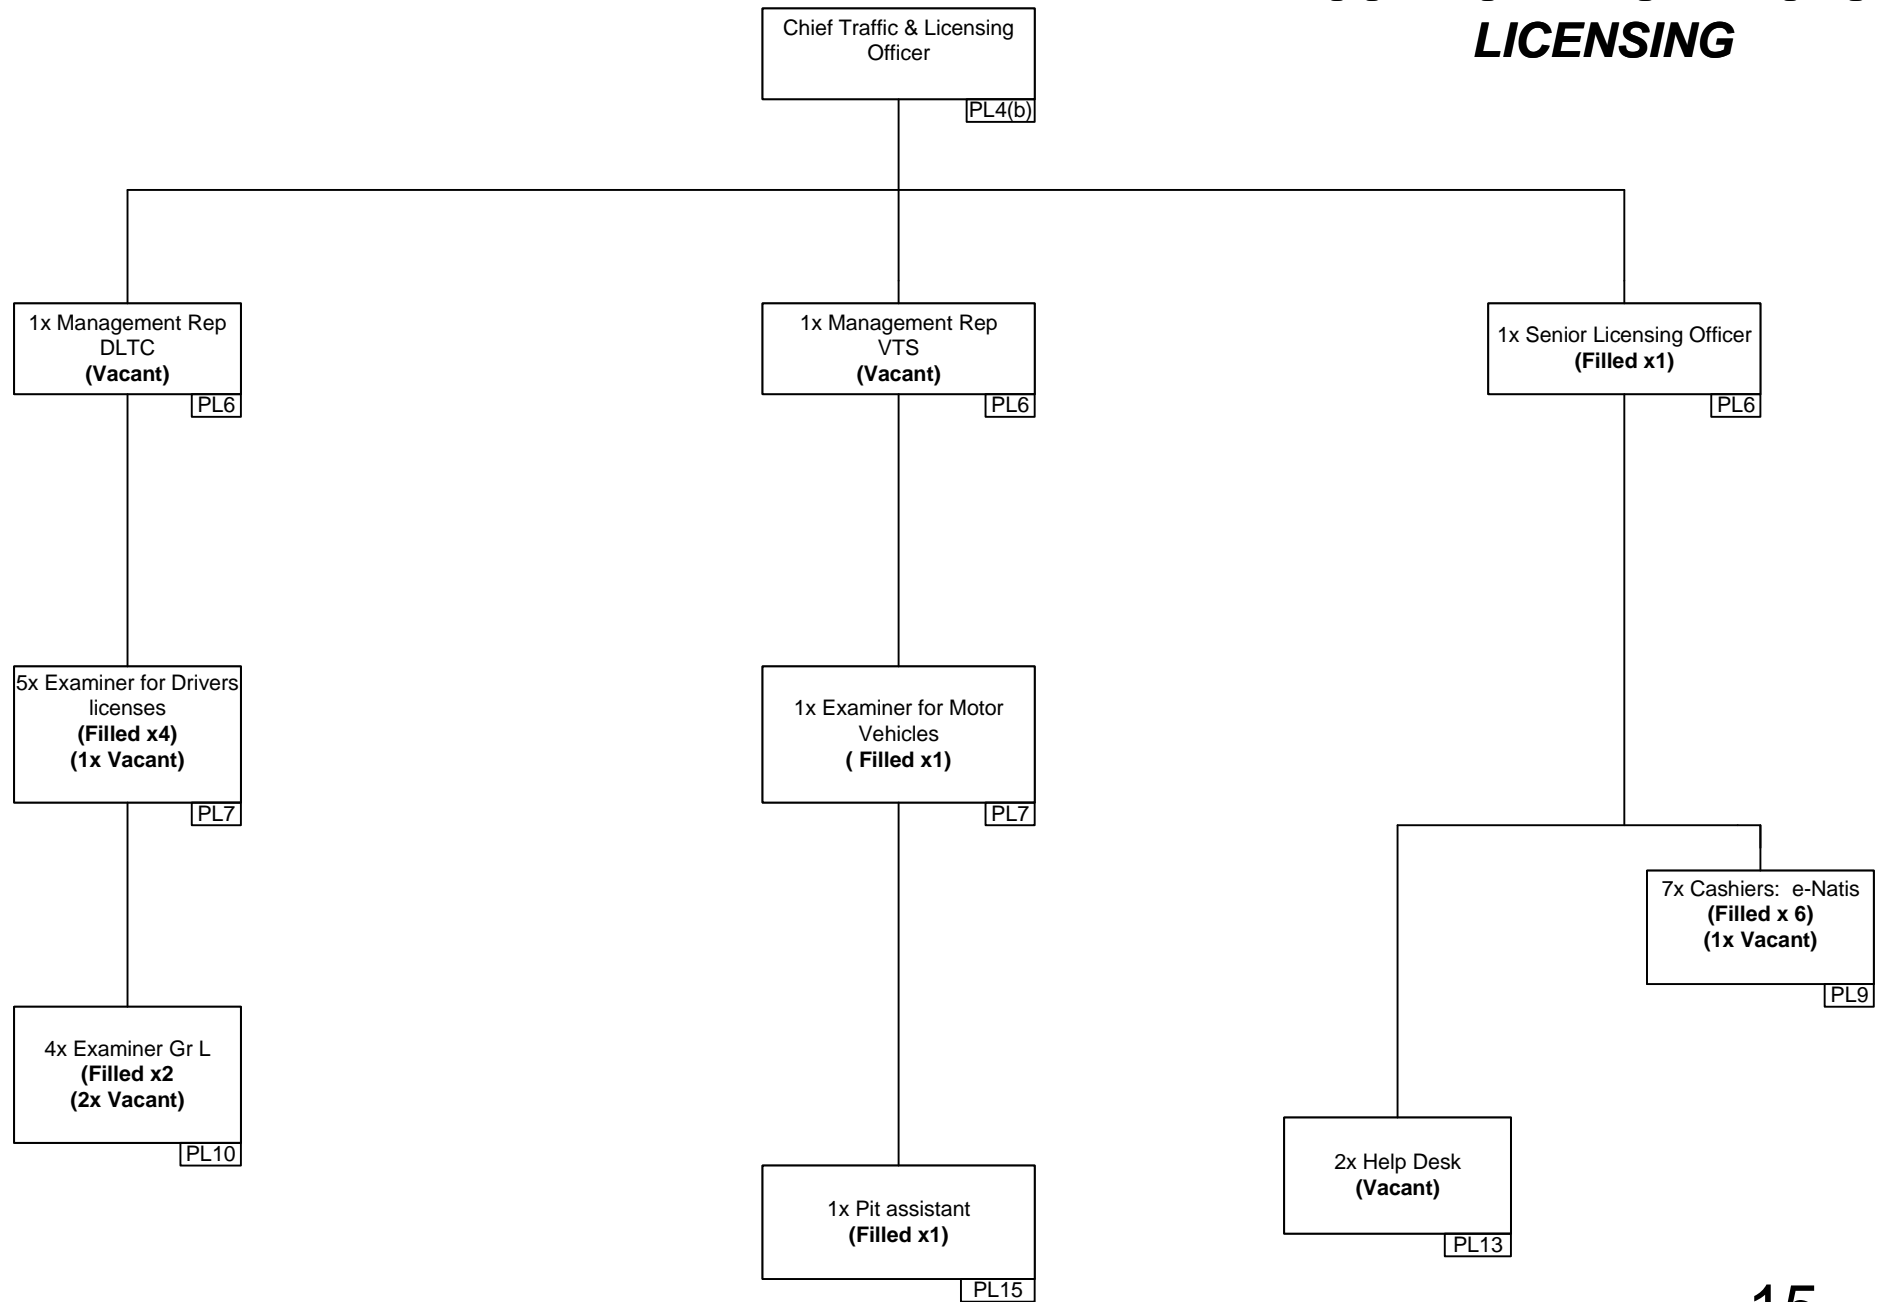 LICENSING
Chief Traffic & Licensing
Officer
PL4(b)
1x Management Rep
DLTC
(Vacant)
PL6
1x Management Rep
VTS
(Vacant)
PL6
1x Senior Licensing Officer
(Filled x1)
PL6
5x Examiner for Drivers
licenses
(Filled x4)
(1x Vacant)
PL7
1x Examiner for Motor
Vehicles
( Filled x1)
PL7
7x Cashiers:  e-Natis
(Filled x 6)
(1x Vacant)
PL9
4x Examiner Gr L
(Filled x2
(2x Vacant)
PL10
2x Help Desk
(Vacant)
PL13
1x Pit assistant
(Filled x1)
PL15
15